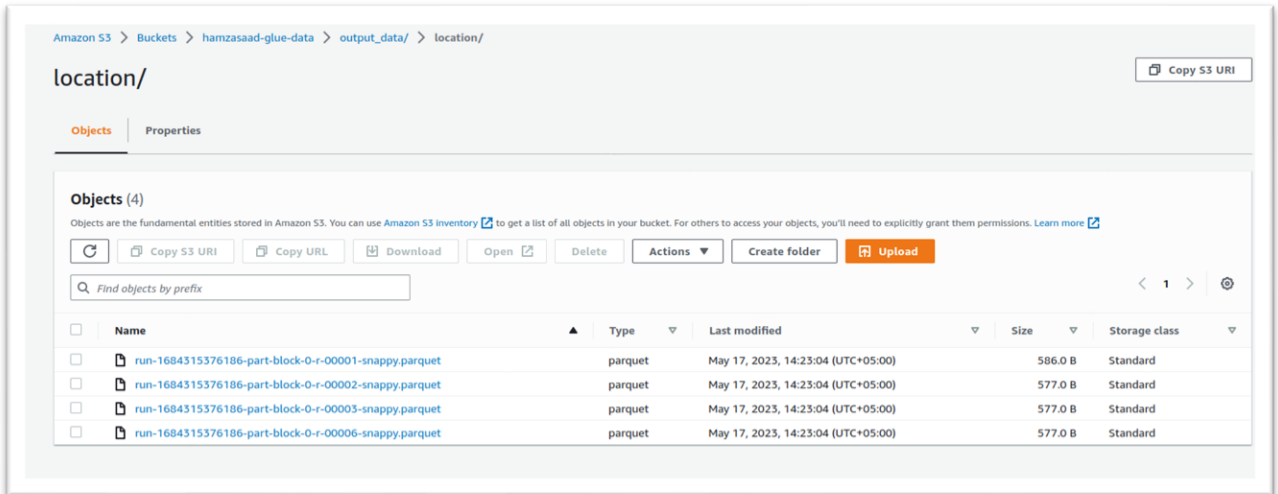 Amazon S3 > Buckets > hamzasaad-glue-data > output_data/ > location/
location/
Copy S3 URI
Objects Properties
Objects (4)
Objects are the fundamental entities stored in Amazon S3. You can use Amazon S3 inventory to get a list of all objects in your bucket. For others to access your objects, you'll need to explicitly grant them permissions. Learn more
Copy S3 URI Copy URL Download Open Delete Actions Create folder Upload
Find objects by prefix
1
Name Type Last modified Size Storage class
run-1684315376186-part-block-0-r-00001-snappy.parquet parquet May 17, 2023, 14:23:04 (UTC+05:00) 586.0 B Standard
run-1684315376186-part-block-0-r-00002-snappy.parquet parquet May 17, 2023, 14:23:04 (UTC+05:00) 577.0 B Standard
run-1684315376186-part-block-0-r-00003-snappy.parquet parquet May 17, 2023, 14:23:04 (UTC+05:00) 577.0 B Standard
run-1684315376186-part-block-0-r-00006-snappy.parquet parquet May 17, 2023, 14:23:04 (UTC+05:00) 577.0 B Standard